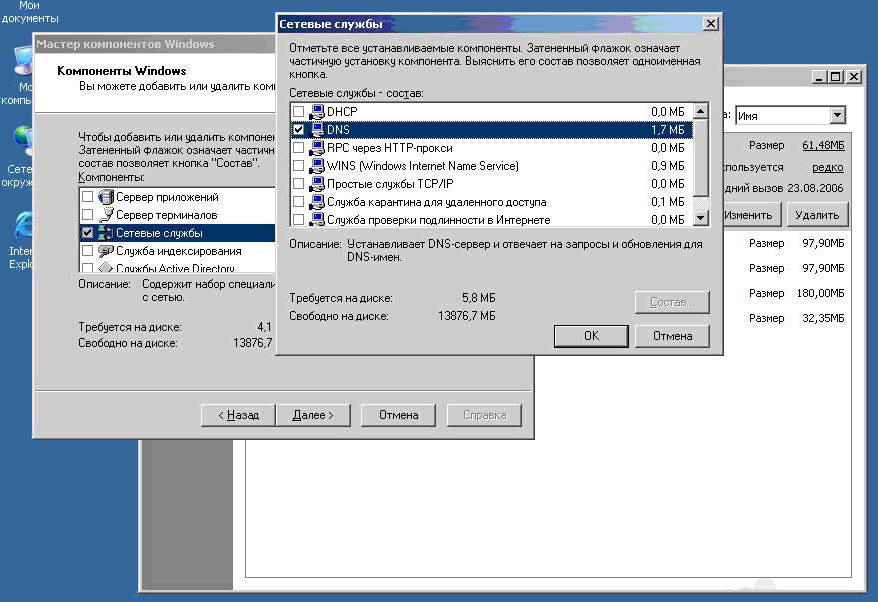 Мои
документы
Мо
компь
Сете
окруж
Inter
Explo
Мастер компонентов Windows
Компоненты Windows
Вы можете добавить или удалить ком
Чтобы добавить или удалить компонен
Затененный флажок означает частичн
состав позволяет кнопка "Состав".
Компоненты:
Сервер приложений
Сервер терминалов
Сетевые службы
Служба индексирования
Службы Active Directory
Описание: Содержит набор специали
с сетью.
Требуется на диске: 4,1
Свободно на диске: 13876,7
< Назад
Далее >
Отмена
Справка
Сетевые службы
Отметьте все устанавливаемые компоненты. Затененный флажок означает
частичную установку компонента. Выяснить его состав позволяет одноименная
кнопка.
Сетевые службы - состав:
DHCP 0,0 МБ
DNS 1,7 МБ
RPC через HTTP-прокси 0,0 МБ
WINS (Windows Internet Name Service) 0,9 МБ
Простые службы TCP/IP 0,0 МБ
Служба карантина для удаленного доступа 0,1 МБ
Служба проверки подлинности в Интернете 0,0 МБ
Описание: Устанавливает DNS-сервер и отвечает на запросы и обновления для
DNS-имен.
Требуется на диске: 5,8 МБ
Свободно на диске: 13876,7 МБ
Состав...
OK
Отмена
а: Имя
Размер 61,48МБ
спользуется редко
дний вызов 23.08.2006
Изменить
Удалить
Размер 97,90МБ
Размер 97,90МБ
Размер 180,00МБ
Размер 32,35МБ